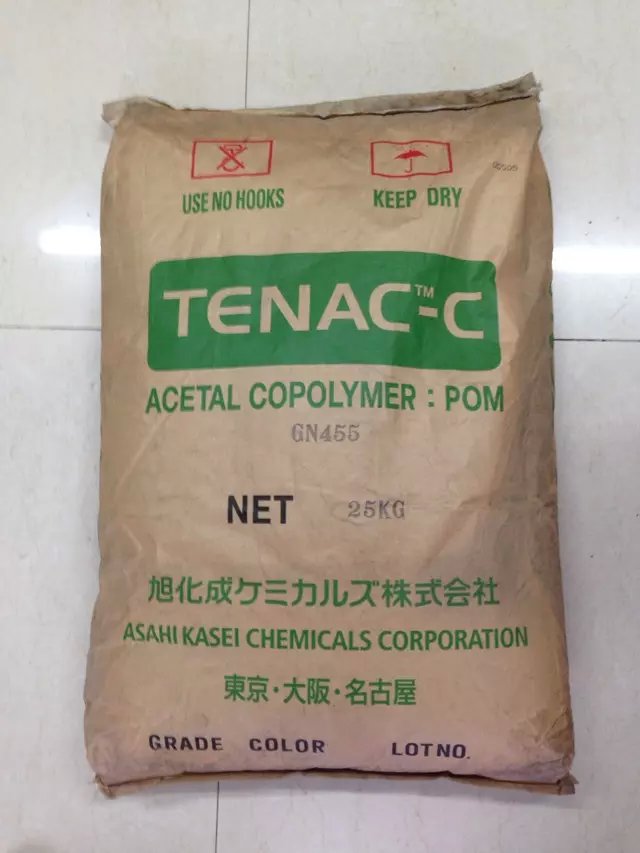 USE NO HOOKS
KEEP DRY
TENAC™-C
ACETAL COPOLYMER : POM
GN455
NET 25KG
旭化成ケミカルズ株式会社
ASAHI KASEI CHEMICALS CORPORATION
東京・大阪・名古屋
GRADE COLOR LOT NO.